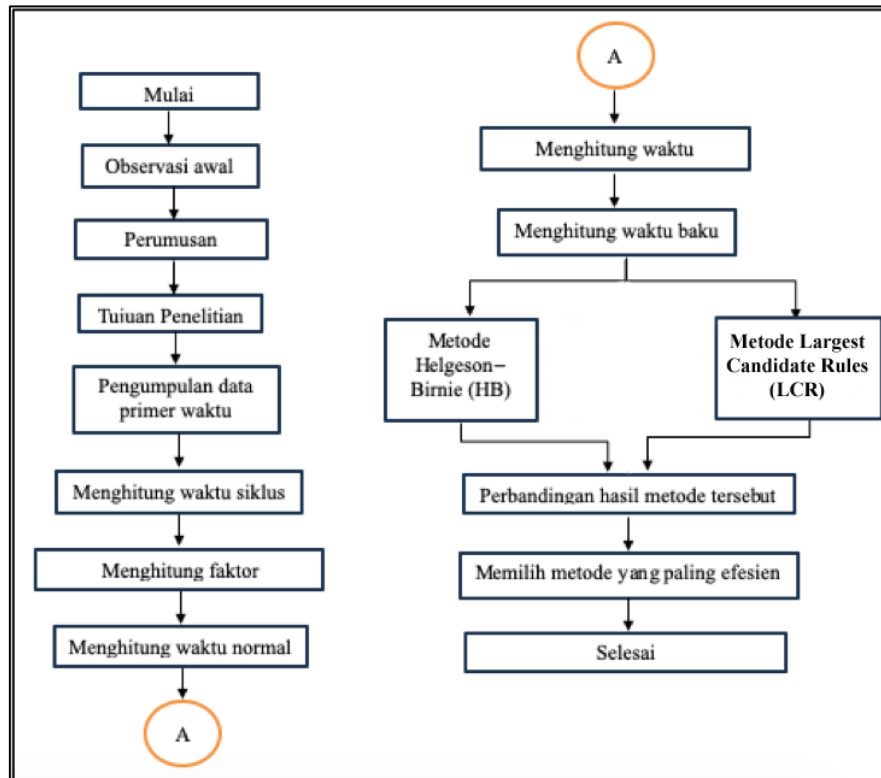 Mulai
Observasi awal
Perumusan
Tuiuan Penelitian
Pengumpulan data
primer waktu
Menghitung waktu siklus
Menghitung faktor
Menghitung waktu normal
A
A
Menghitung waktu
Menghitung waktu baku
Metode
Helgeson–
Birnie (HB)
Metode Largest
Candidate Rules
(LCR)
Perbandingan hasil metode tersebut
Memilih metode yang paling efesien
Selesai